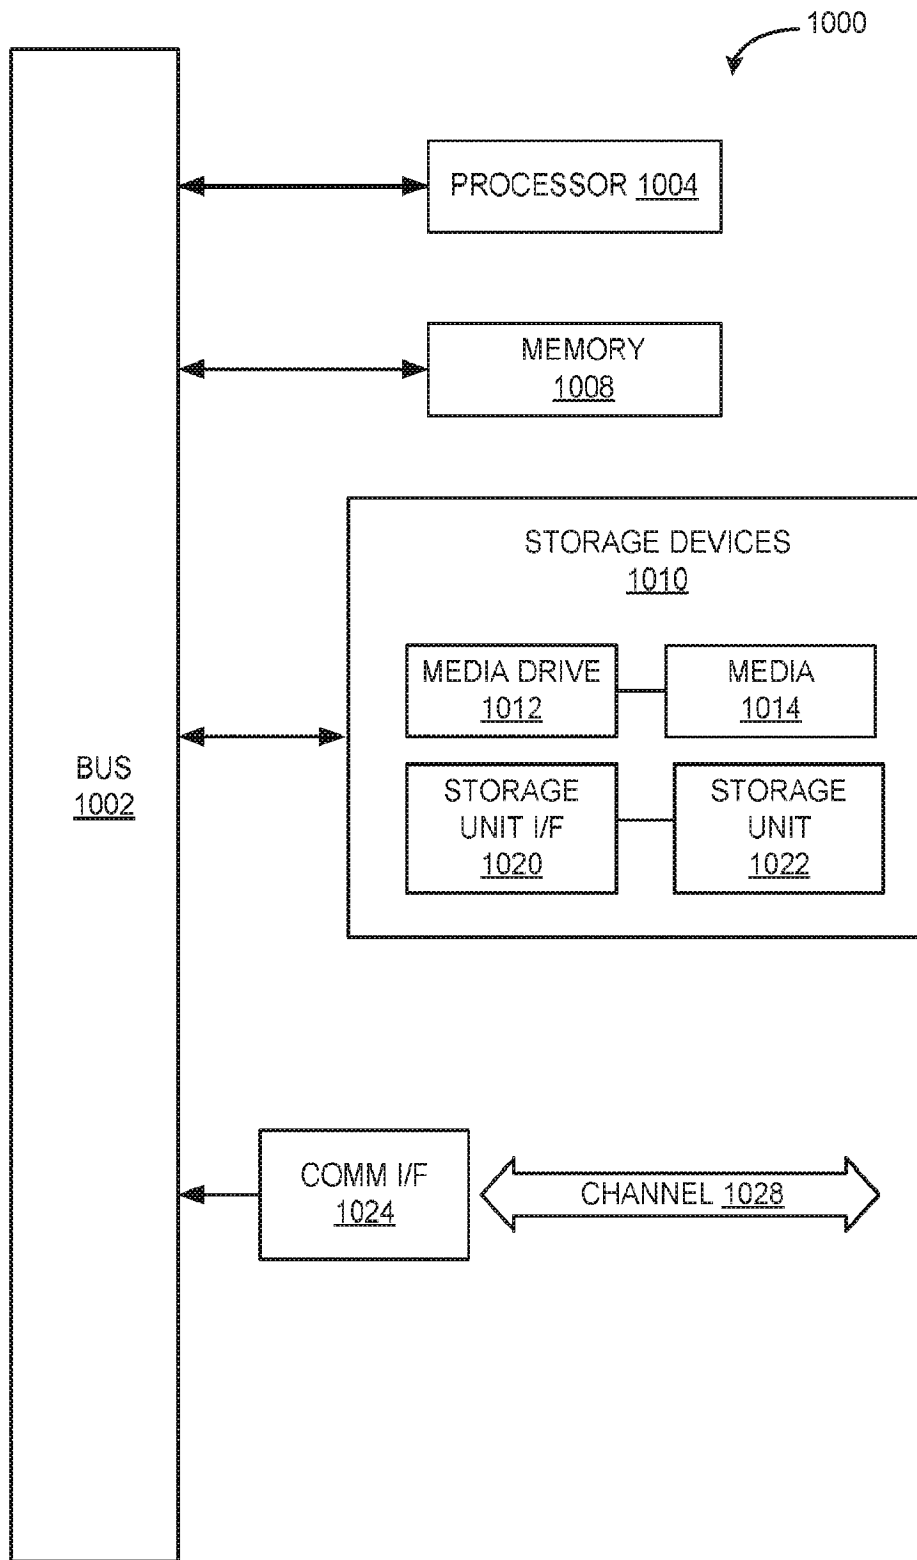 1000
PROCESSOR 1004
MEMORY
1008
STORAGE DEVICES
1010
MEDIA DRIVE
1012
MEDIA
1014
BUS
1002
STORAGE
UNIT I/F
1020
STORAGE
UNIT
1022
COMM I/F
1024
CHANNEL 1028